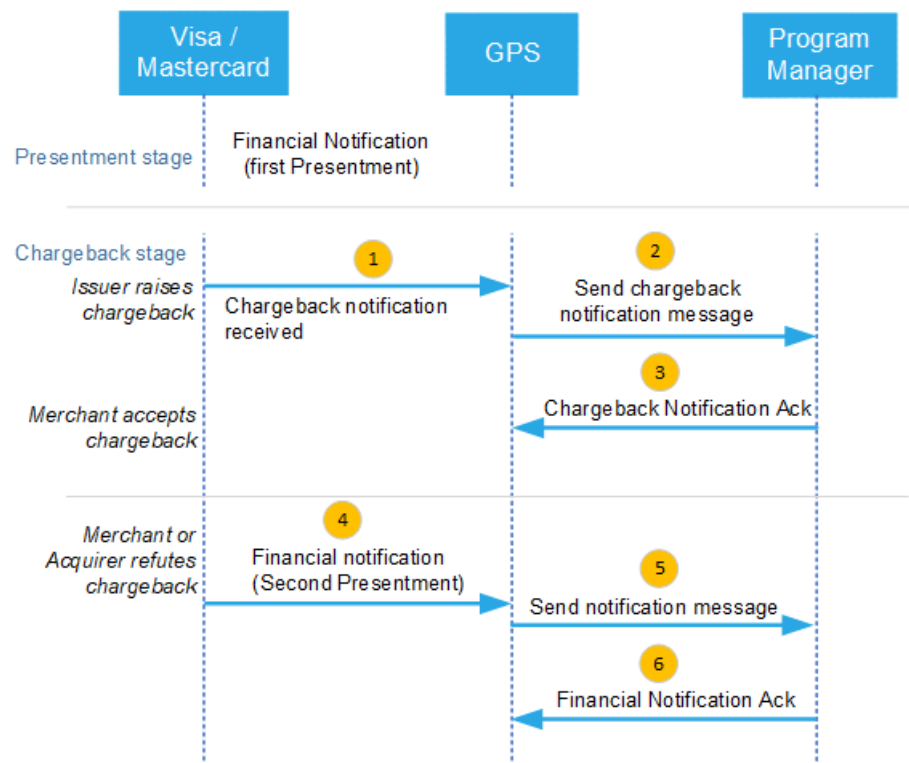 Visa /
Mastercard
GPS
Program
Manager
Presentment stage
Financial Notification
(first Presentment)
Chargeback stage
Issuer raises
chargeback
1
Chargeback notification
received
2
Send chargeback
notification message
3
Chargeback Notification Ack
Merchant accepts
chargeback
Merchant or
Acquirer refutes
chargeback
4
Financial notification
(Second Presentment)
5
Send notification message
6
Financial Notification Ack